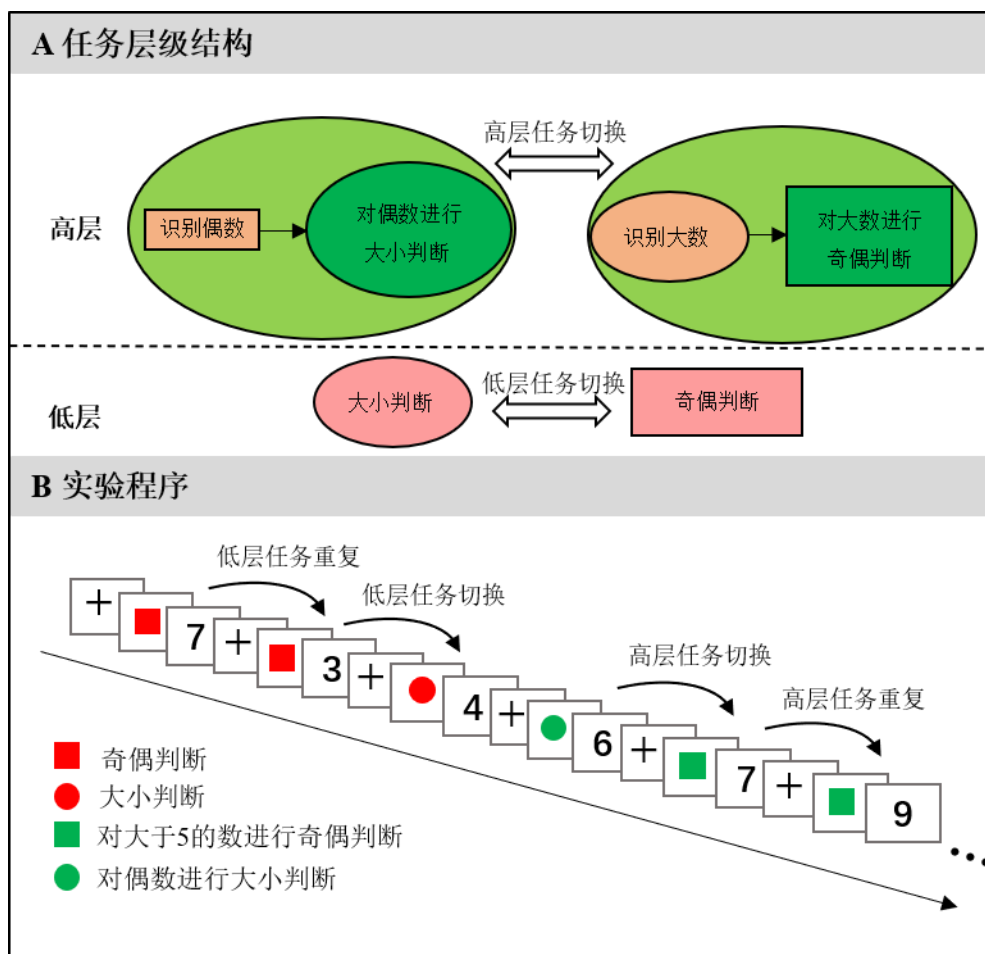 A 任务层级结构
高层任务切换
高层
识别偶数
对偶数进行
大小判断
识别大数
对大数进行
奇偶判断
低层任务切换
低层
大小判断
奇偶判断
B 实验程序
低层任务重复
低层任务切换
高层任务切换
高层任务重复
+
7
+
3
+
4
+
6
+
7
+
9
奇偶判断
大小判断
对大于5的数进行奇偶判断
对偶数进行大小判断